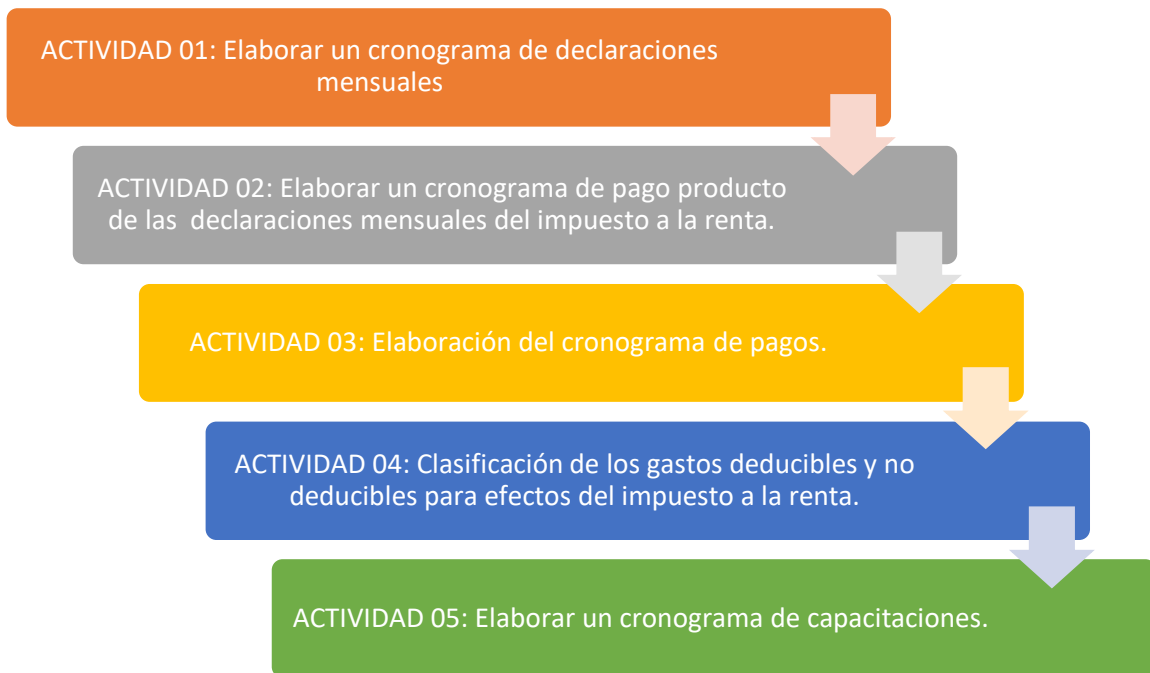 ACTIVIDAD 01: Elaborar un cronograma de declaraciones
mensuales
ACTIVIDAD 02: Elaborar un cronograma de pago producto
de las  declaraciones mensuales del impuesto a la renta.
ACTIVIDAD 03: Elaboración del cronograma de pagos.
ACTIVIDAD 04: Clasificación de los gastos deducibles y no
deducibles para efectos del impuesto a la renta.
ACTIVIDAD 05: Elaborar un cronograma de capacitaciones.